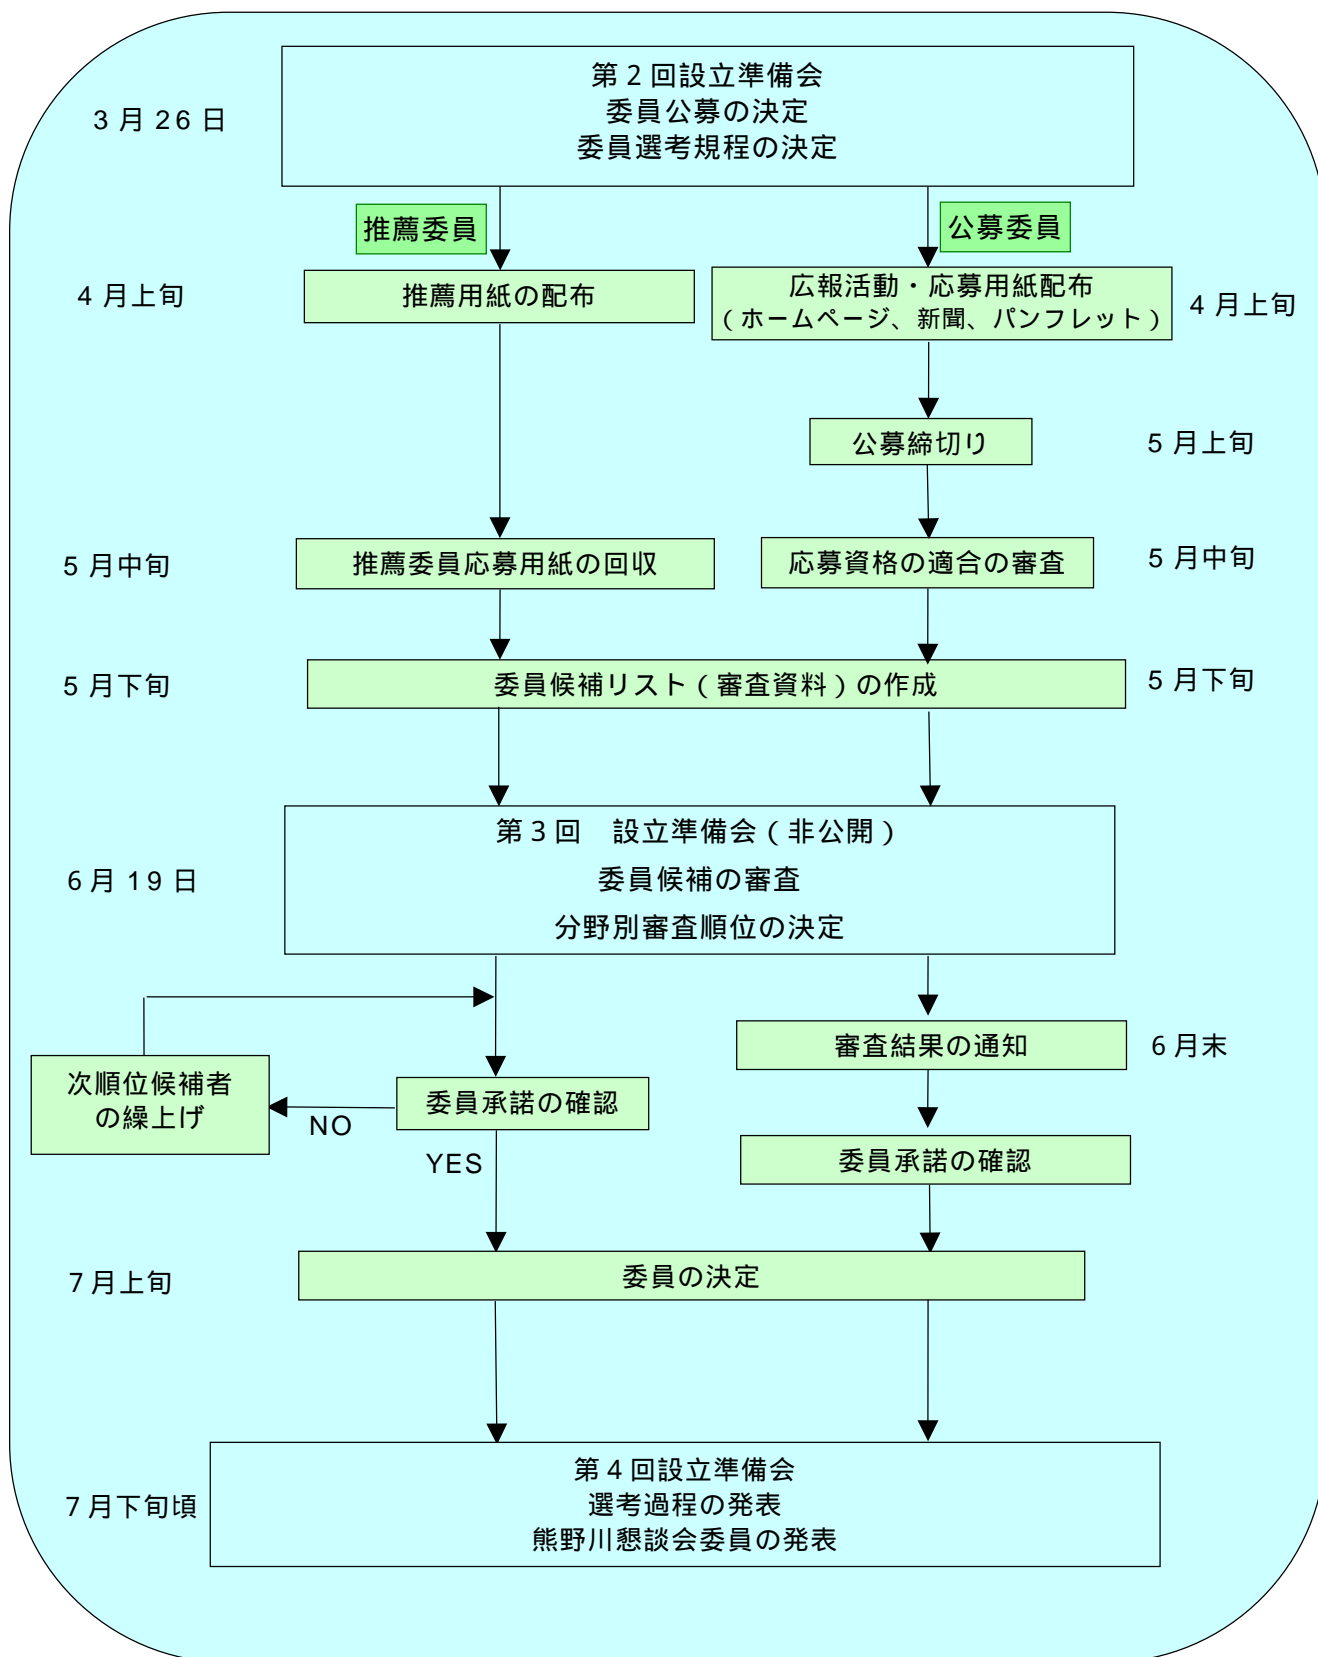 第２回設立準備会
委員公募の決定
委員選考規程の決定
3月26日
推薦委員
公募委員
4月上旬
推薦用紙の配布
広報活動・応募用紙配布
（ホームページ、新聞、パンフレット）
4月上旬
公募締切り
5月上旬
5月中旬
推薦委員応募用紙の回収
応募資格の適合の審査
5月中旬
5月下旬
委員候補リスト（審査資料）の作成
5月下旬
第３回　設立準備会（非公開）
委員候補の審査
分野別審査順位の決定
6月19日
審査結果の通知
6月末
次順位候補者
の繰上げ
NO
委員承諾の確認
YES
委員承諾の確認
7月上旬
委員の決定
第４回設立準備会
選考過程の発表
熊野川懇談会委員の発表
7月下旬頃